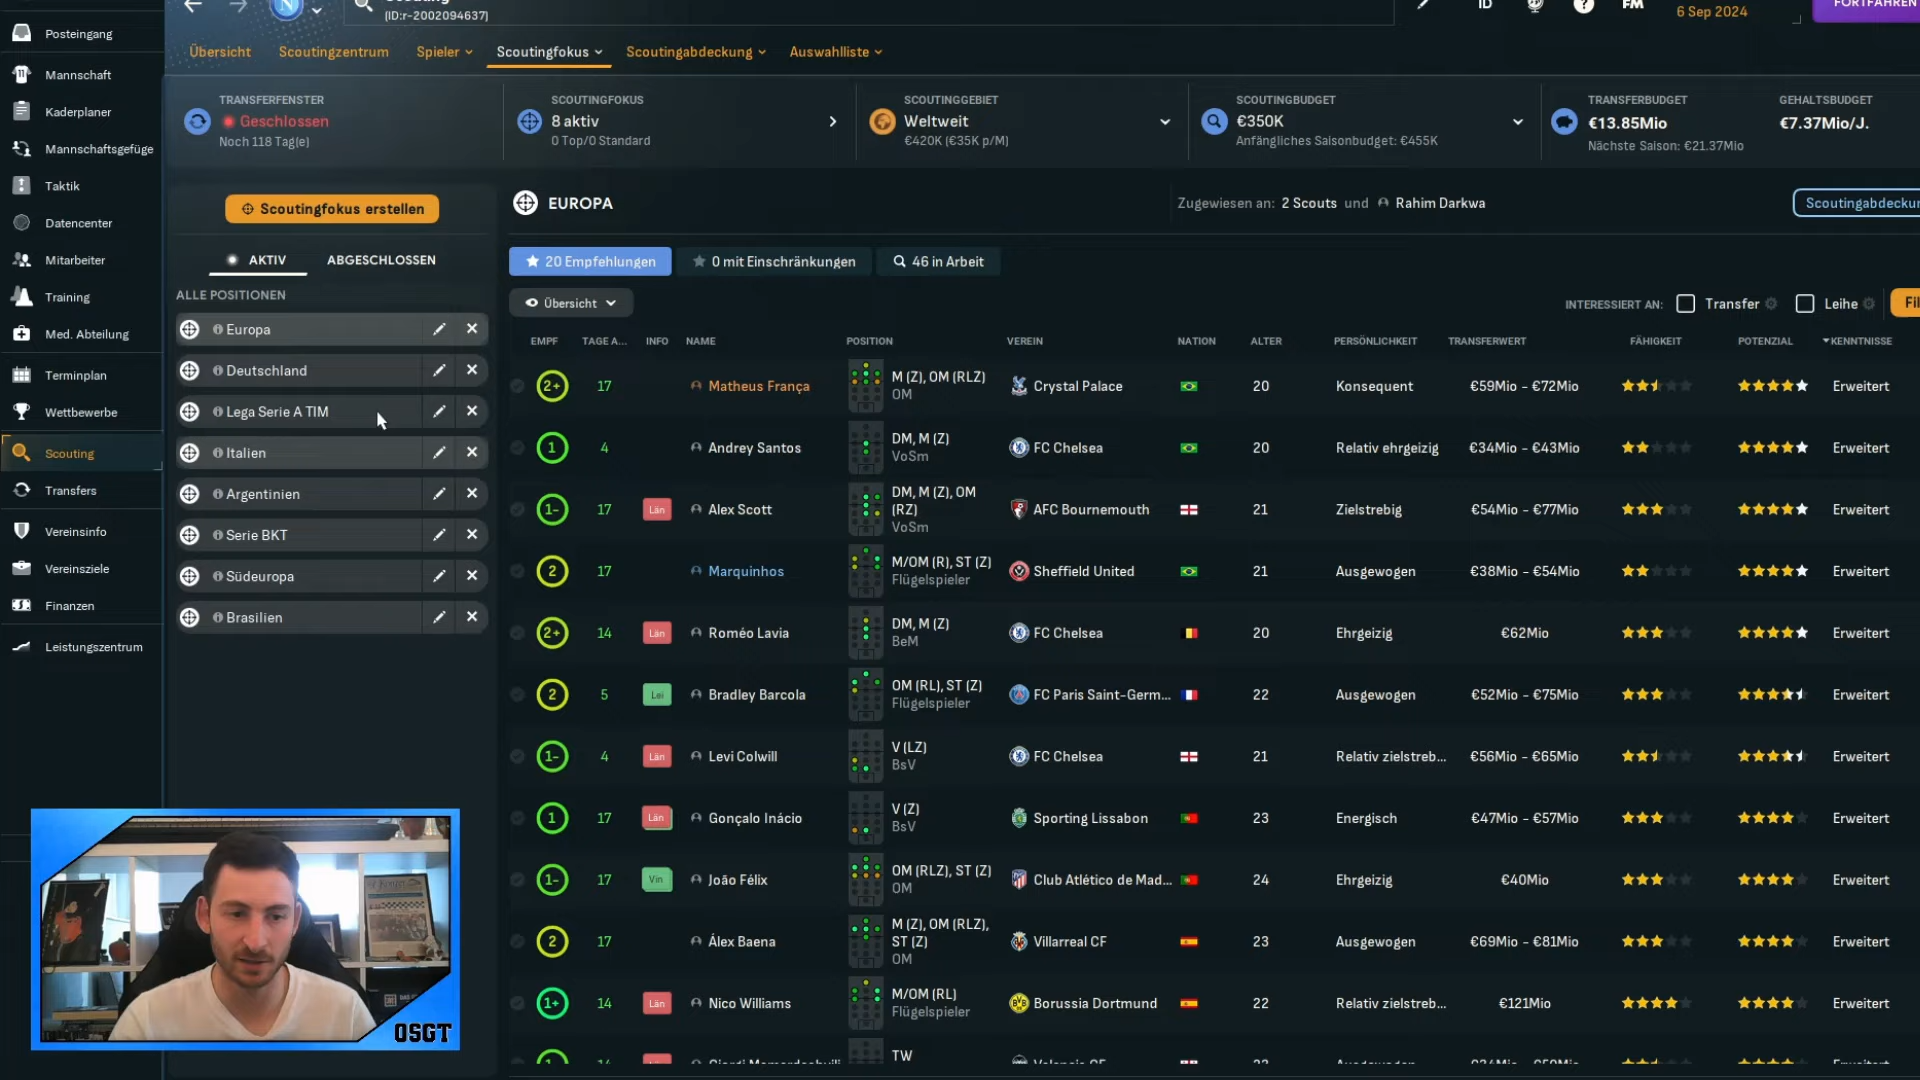 (ID:r-2002094637)
ID
FM
6 Sep 2024
FORTFAHREN
Posteingang
Mannschaft
Kaderplaner
Mannschaftsgefüge
Taktik
Datencenter
Mitarbeiter
Training
Med. Abteilung
Terminplan
Wettbewerbe
Scouting
Transfers
Vereinsinfo
Vereinsziele
Finanzen
Leistungszentrum
Übersicht
Scoutingzentrum
Spieler
Scoutingfokus
Scoutingabdeckung
Auswahlliste
TRANSFERFENSTER
Geschlossen
Noch 118 Tag(e)
SCOUTINGFOKUS
8 aktiv
0 Top/0 Standard
SCOUTINGGEBIET
Weltweit
€420K (€35K p/M)
SCOUTINGBUDGET
€350K
Anfängliches Saisonbudget: €455K
TRANSFERBUDGET
€13.85Mio
Nächste Saison: €21.37Mio
GEHALTSBUDGET
€7.37Mio/J.
Scoutingfokus erstellen
AKTIV
ABGESCHLOSSEN
ALLE POSITIONEN
Europa
Deutschland
Lega Serie A TIM
Italien
Argentinien
Serie BKT
Südeuropa
Brasilien
EUROPA
Zugewiesen an: 2 Scouts und Rahim Darkwa
20 Empfehlungen
0 mit Einschränkungen
46 in Arbeit
Übersicht
INTERESSIERT AN: Transfer Leihe
EMPF TAGE A... INFO NAME POSITION VEREIN NATION ALTER PERSÖNLICHKEIT TRANSFERWERT FÄHIGKEIT POTENZIAL KENNTNISSE
2+ 17 Matheus França M (Z), OM (RLZ) Crystal Palace 20 Konsequent €59Mio - €72Mio Erweitert
OM
1 4 Andrey Santos DM, M (Z) FC Chelsea 20 Relativ ehrgeizig €34Mio - €43Mio Erweitert
VoSm
1- 17 Län Alex Scott DM, M (Z), OM (RZ) AFC Bournemouth 21 Zielstrebig €54Mio - €77Mio Erweitert
VoSm
2 17 Marquinhos M/OM (R), ST (Z) Sheffield United 21 Ausgewogen €38Mio - €54Mio Erweitert
Flügelspieler
2+ 14 Län Roméo Lavia DM, M (Z) FC Chelsea 20 Ehrgeizig €62Mio Erweitert
BeM
2 5 Lei Bradley Barcola OM (RL), ST (Z) FC Paris Saint-Germ... 22 Ausgewogen €52Mio - €75Mio Erweitert
Flügelspieler
1- 4 Län Levi Colwill V (LZ) FC Chelsea 21 Relativ zielstreb... €56Mio - €65Mio Erweitert
BsV
1 17 Län Gonçalo Inácio V (Z) Sporting Lissabon 23 Energisch €47Mio - €57Mio Erweitert
BsV
1- 17 Vin João Félix OM (RLZ), ST (Z) Club Atlético de Mad... 24 Ehrgeizig €40Mio Erweitert
OM
2 17 Álex Baena M (Z), OM (RLZ), ST (Z) Villarreal CF 23 Ausgewogen €69Mio - €81Mio Erweitert
OM
1+ 14 Län Nico Williams M/OM (RL) Borussia Dortmund 22 Relativ zielstreb... €121Mio Erweitert
Flügelspieler
TW
OSGT